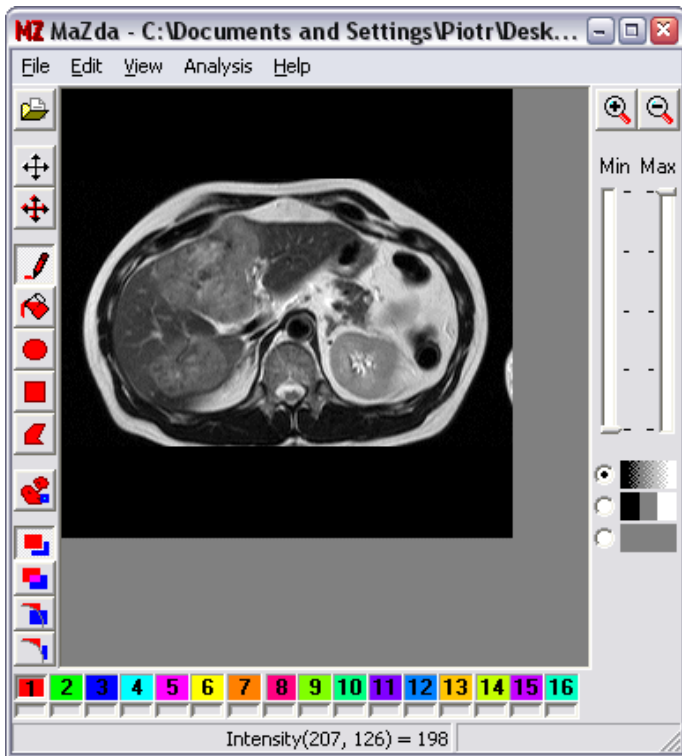 MZ MaZda - C:\Documents and Settings\Piotr\Desk...
File Edit View Analysis Help
Min Max
1 2 3 4 5 6 7 8 9 10 11 12 13 14 15 16
Intensity(207, 126) = 198